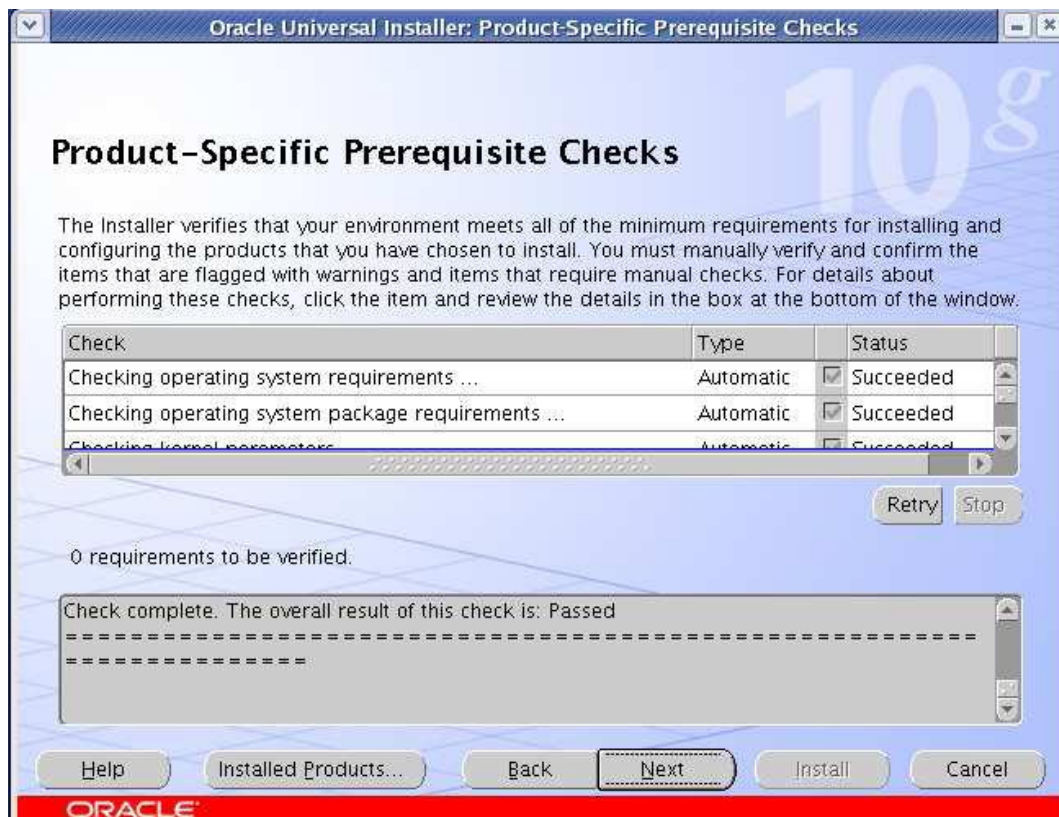 Oracle Universal Installer: Product-Specific Prerequisite Checks
10g
Product-Specific Prerequisite Checks
The Installer verifies that your environment meets all of the minimum requirements for installing and
configuring the products that you have chosen to install. You must manually verify and confirm the
items that are flagged with warnings and items that require manual checks. For details about
performing these checks, click the item and review the details in the box at the bottom of the window.
Check Type Status
Checking operating system requirements ... Automatic Succeeded
Checking operating system package requirements ... Automatic Succeeded
Checking kernel parameters Automatic Succeeded
Retry Stop
0 requirements to be verified.
Check complete. The overall result of this check is: Passed
========================================================
===============
Help Installed Products... Back Next Install Cancel
ORACLE